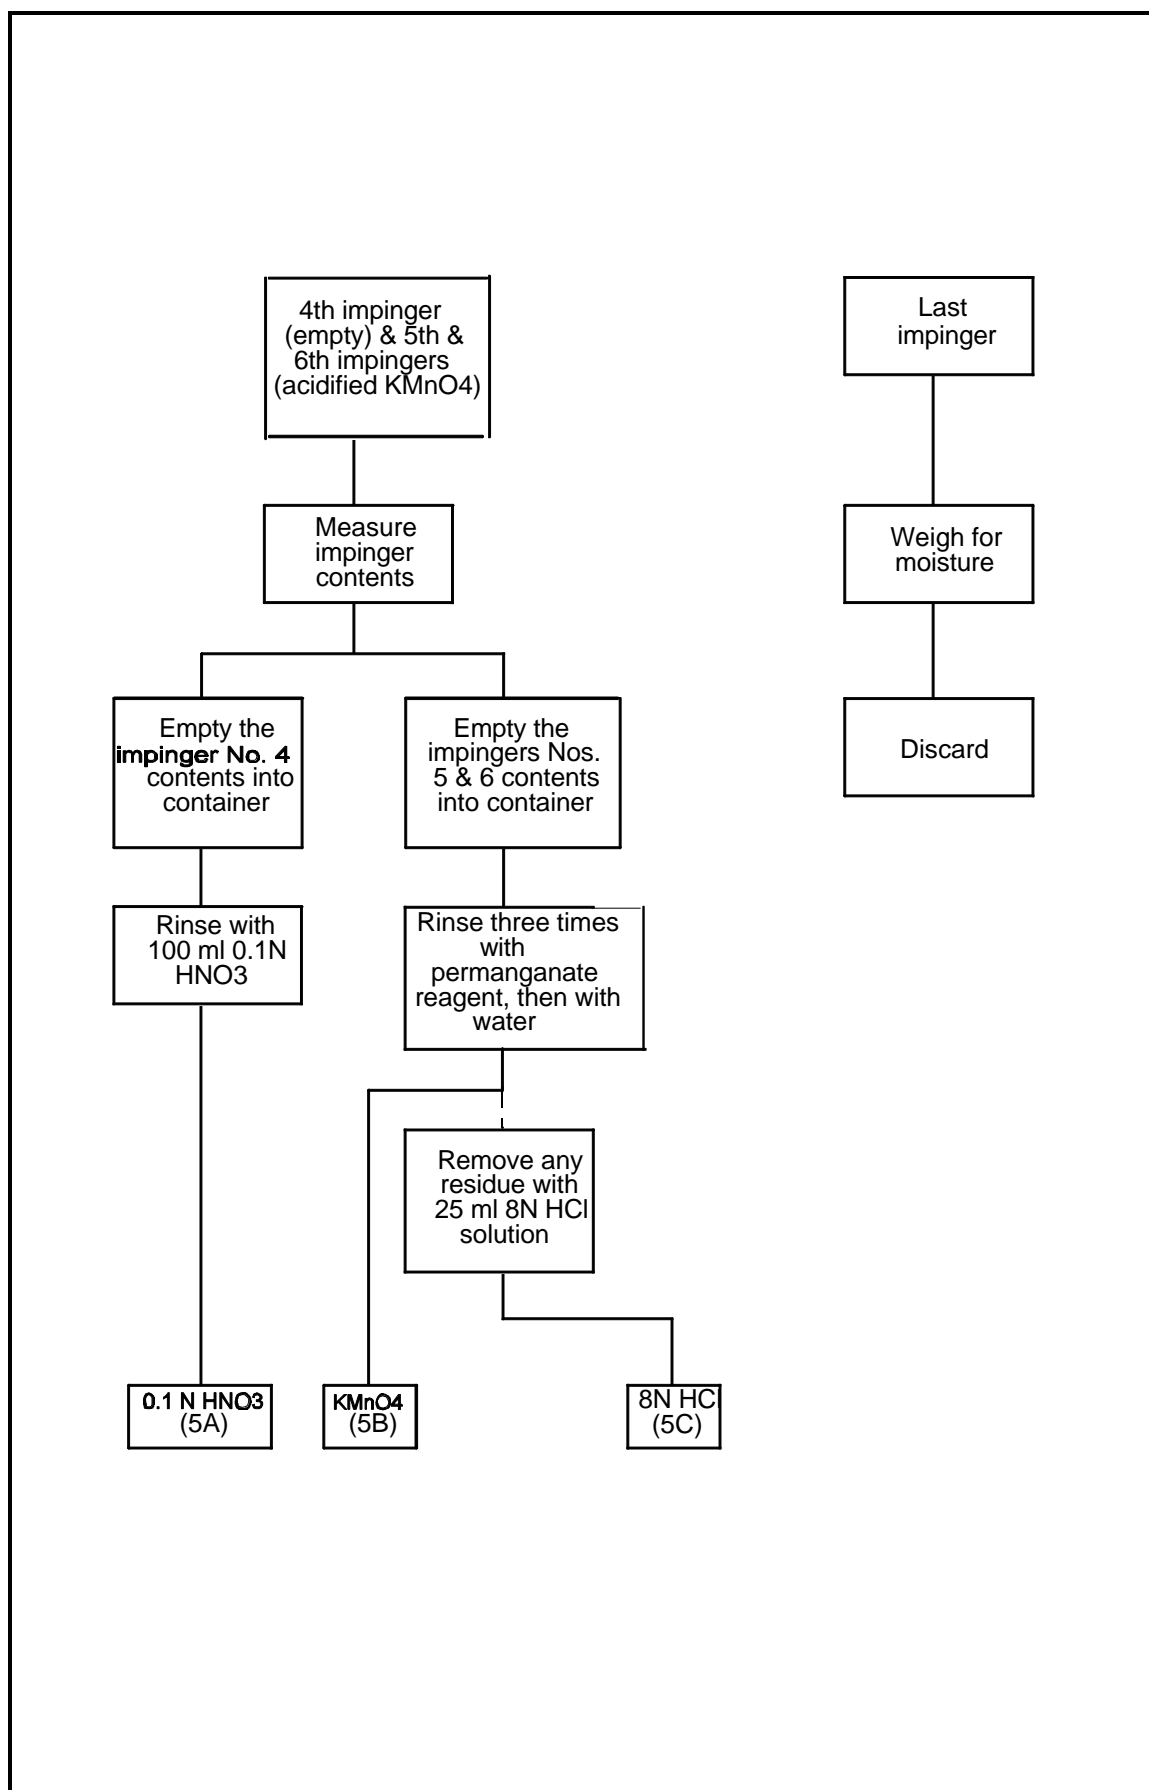 4th impinger
(empty) & 5th &
6th impingers
(acidified KMnO4)
Last
impinger
Measure
impinger
contents
Weigh for
moisture
Empty the
impinger No. 4
contents into
container
Empty the
impingers Nos.
5 & 6 contents
into container
Discard
Rinse with
100 ml 0.1N
HNO3
Rinse three times
with
permanganate
reagent, then with
water
Remove any
residue with
25 ml 8N HCl
solution
0.1 N HNO3
(5A)
KMnO4
(5B)
8N HCl
(5C)